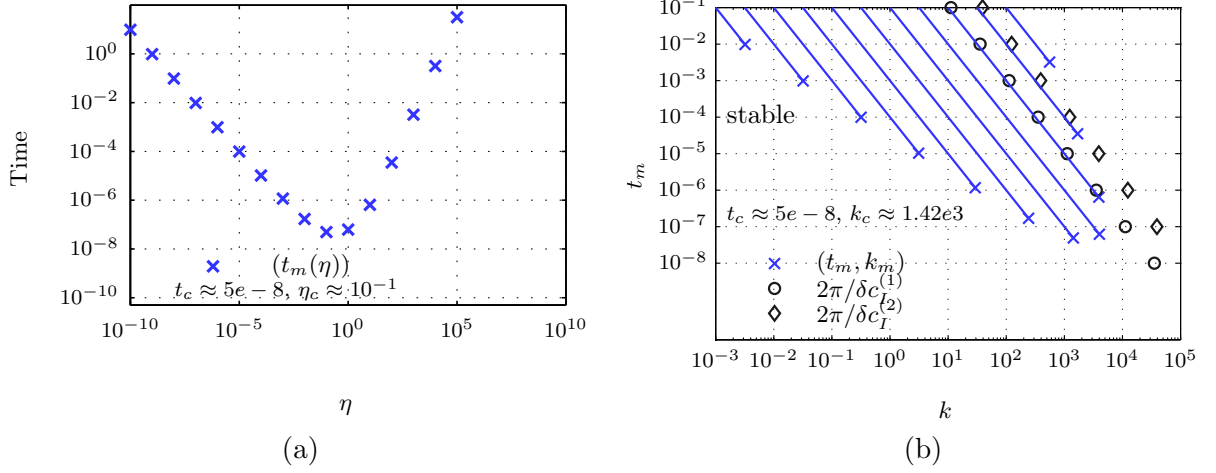 10^0
10^{-2}
10^{-4}
10^{-6}
10^{-8}
10^{-10}
Time
(t_m(η))
t_c ≈ 5e − 8, η_c ≈ 10^{-1}
10^{-10} 10^{-5} 10^0 10^5 10^{10}
η
(a)
10^{-1}
10^{-2}
10^{-3}
10^{-4}
10^{-5}
10^{-6}
10^{-7}
10^{-8}
t_m
stable
t_c ≈ 5e − 8, k_c ≈ 1.42e3
(t_m, k_m)
2π/δc_I^{(1)}
2π/δc_I^{(2)}
10^{-3} 10^{-2} 10^{-1} 10^0 10^1 10^2 10^3 10^4 10^5
k
(b)